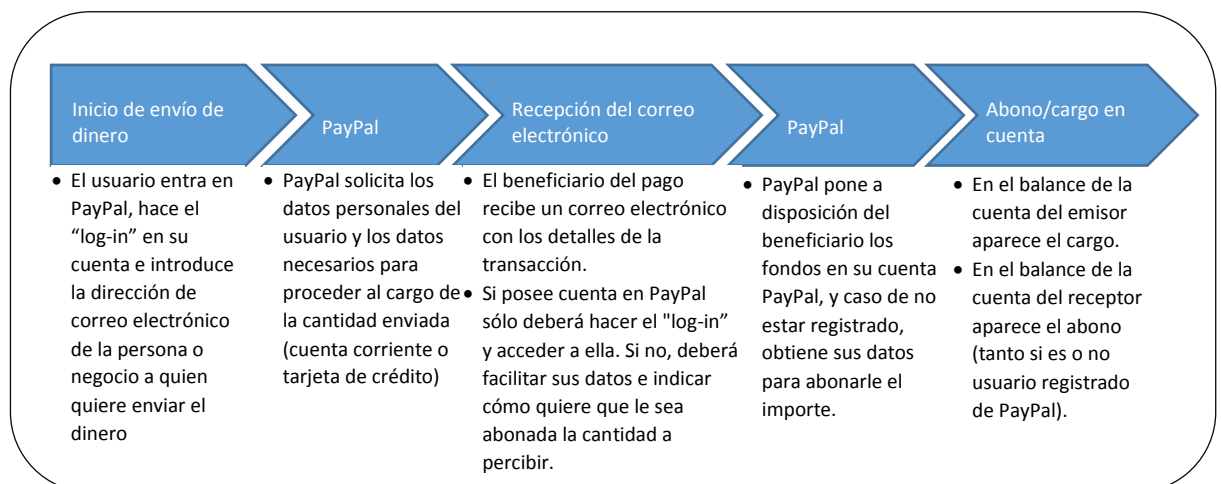 Inicio de envío de
dinero
PayPal
Recepción del correo
electrónico
PayPal
Abono/cargo en
cuenta
• El usuario entra en
PayPal, hace el
“log-in” en su
cuenta e introduce
la dirección de
correo electrónico
de la persona o
negocio a quien
quiere enviar el
dinero
• PayPal solicita los
datos personales del
usuario y los datos
necesarios para
proceder al cargo de
la cantidad enviada
(cuenta corriente o
tarjeta de crédito)
• El beneficiario del pago
recibe un correo electrónico
con los detalles de la
transacción.
• Si posee cuenta en PayPal
sólo deberá hacer el "log-in”
y acceder a ella. Si no, deberá
facilitar sus datos e indicar
cómo quiere que le sea
abonada la cantidad a
percibir.
• PayPal pone a
disposición del
beneficiario los
fondos en su cuenta
PayPal, y caso de no
estar registrado,
obtiene sus datos
para abonarle el
importe.
• En el balance de la
cuenta del emisor
aparece el cargo.
• En el balance de la
cuenta del receptor
aparece el abono
(tanto si es o no
usuario registrado
de PayPal).